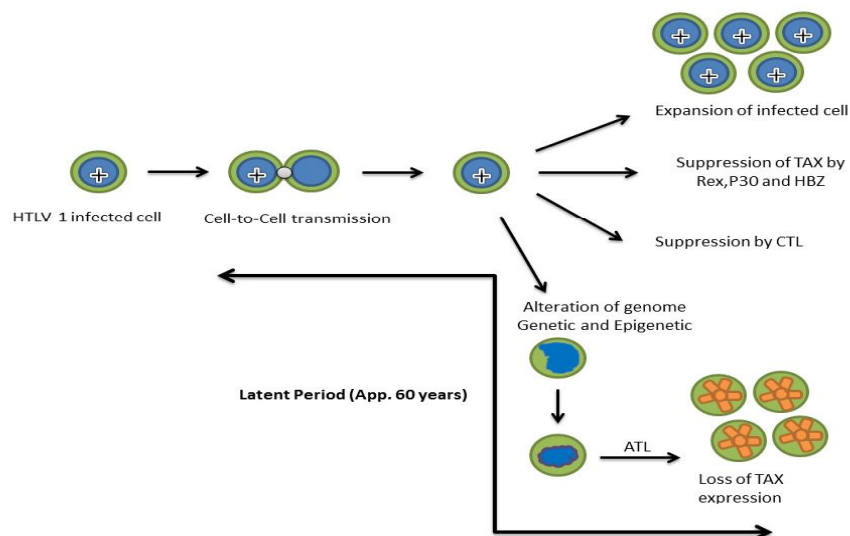 Expansion of infected cell
Suppression of TAX by
Rex,P30 and HBZ
HTLV 1 infected cell
Cell-to-Cell transmission
Suppression by CTL
Alteration of genome
Genetic and Epigenetic
Latent Period (App. 60 years)
ATL
Loss of TAX
expression